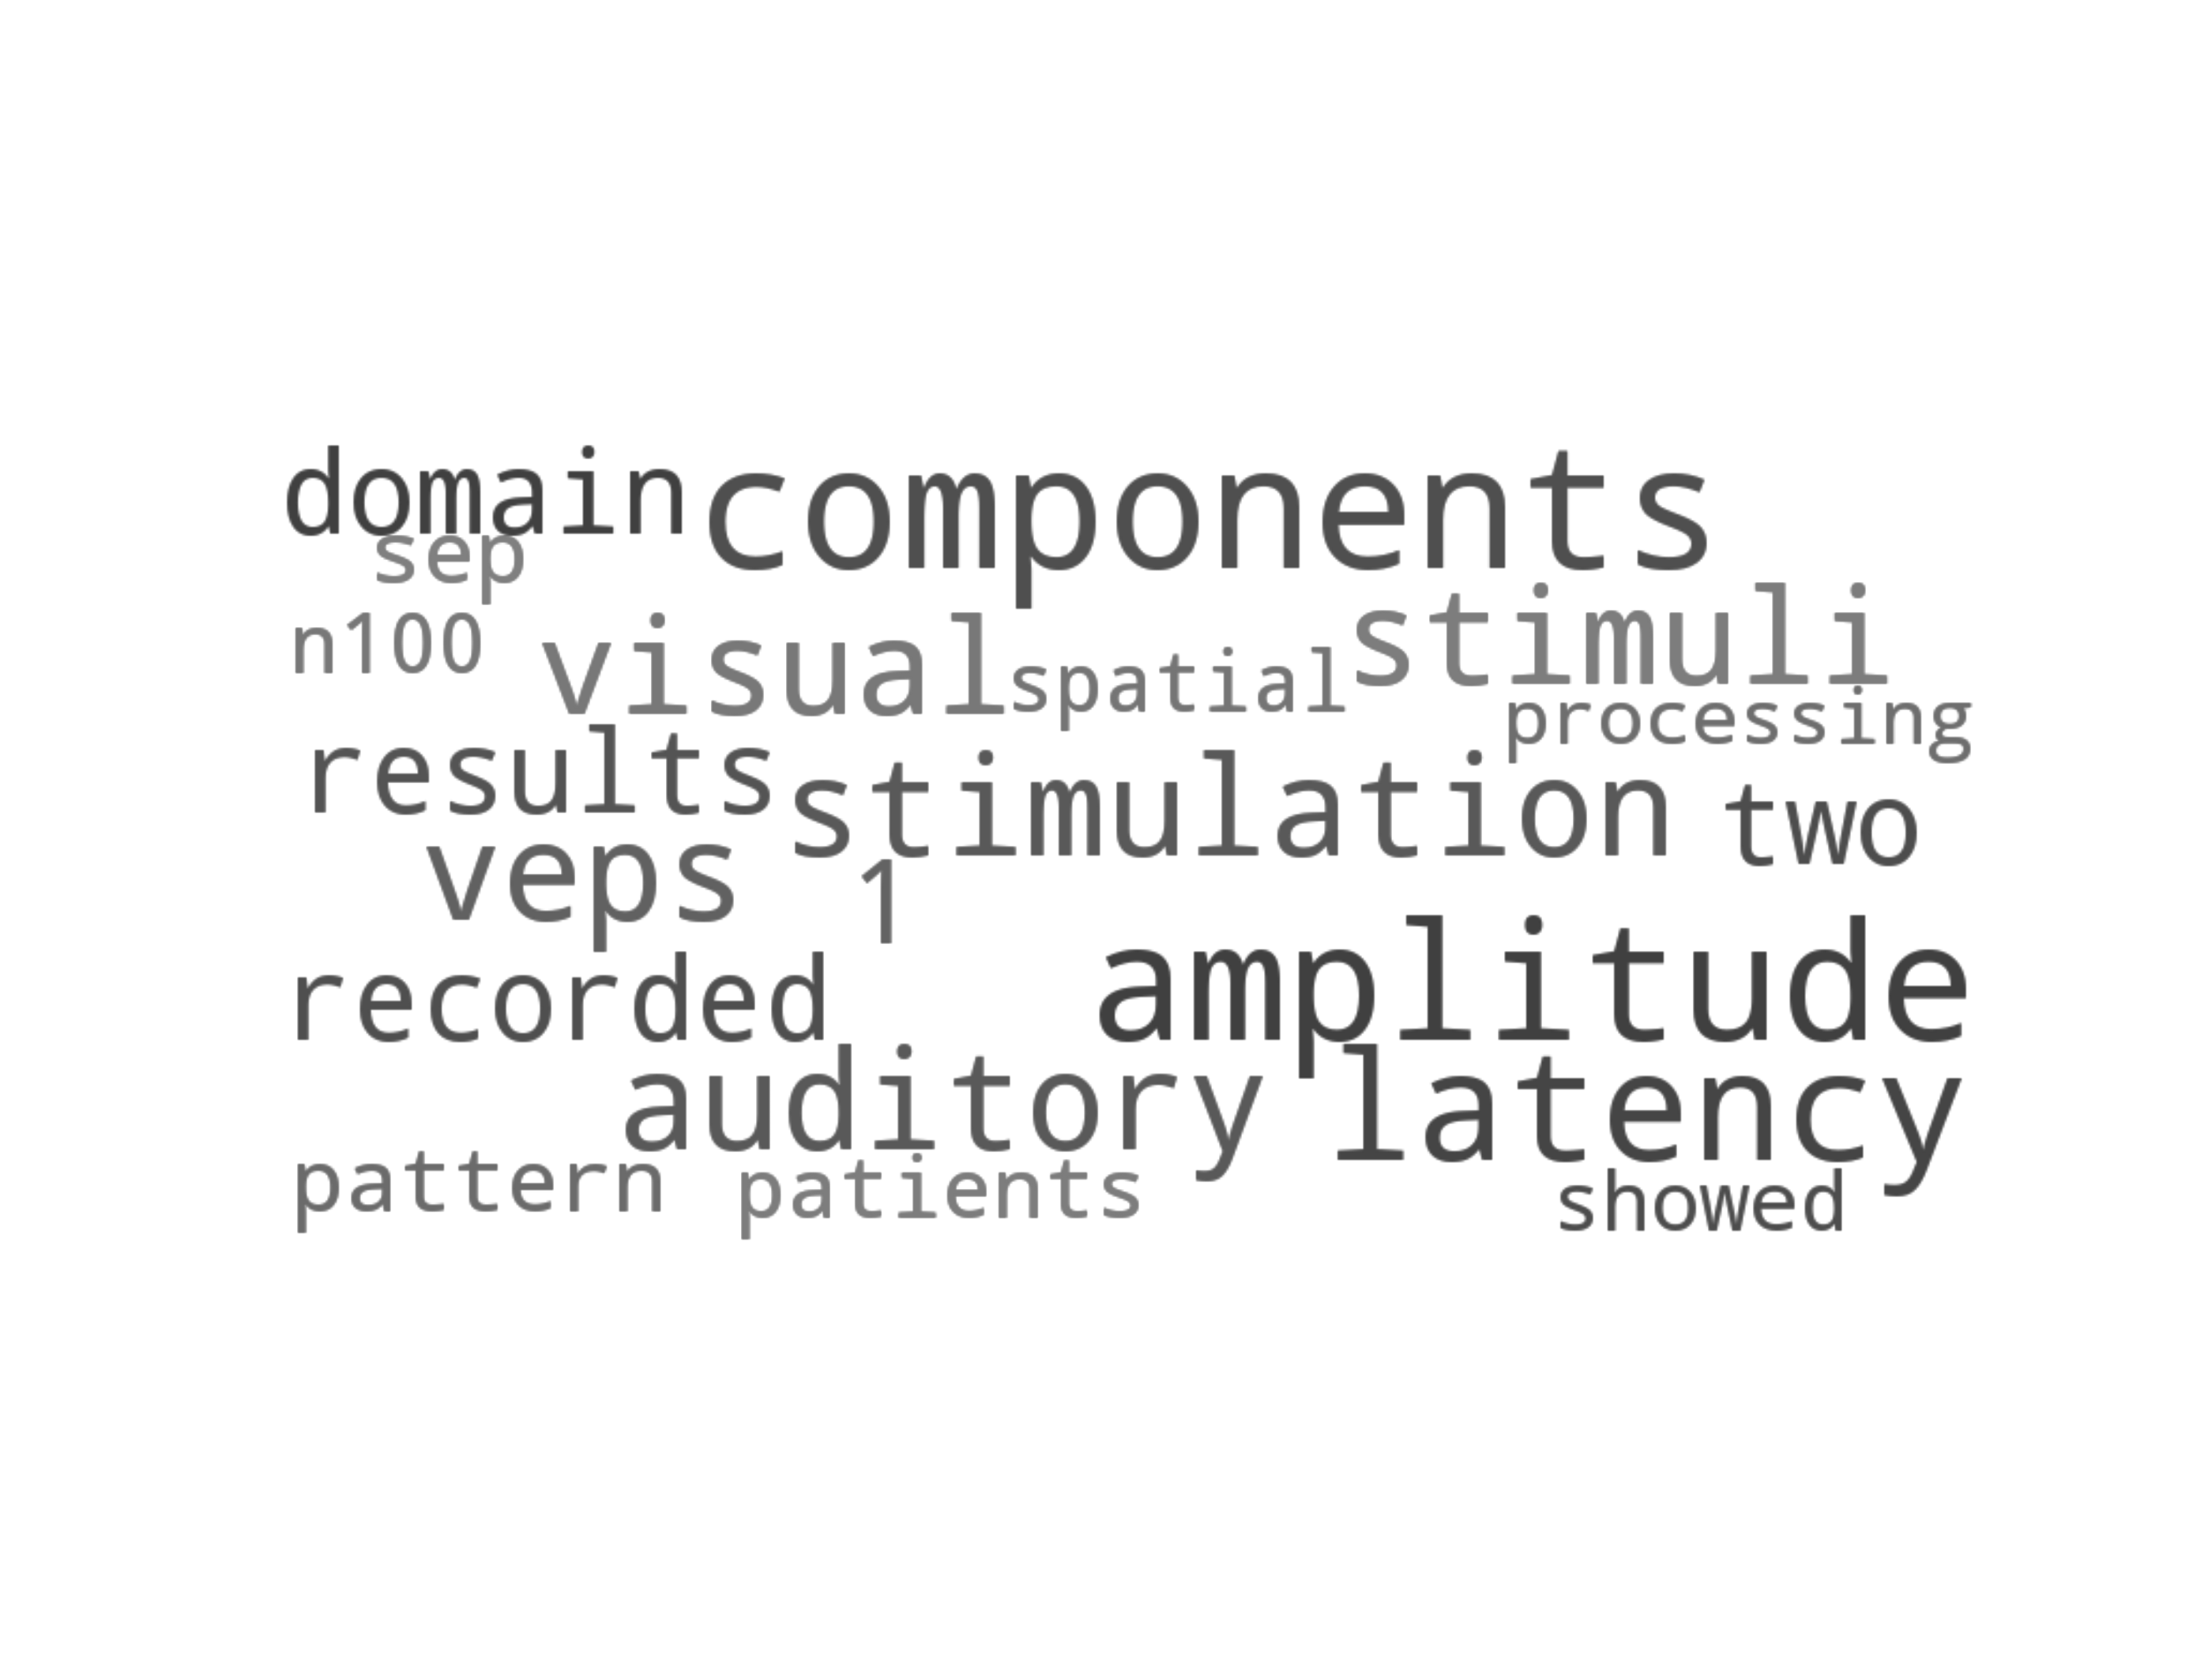 domain components
sep
n100 visual spatial stimuli
processing
results stimulation two
veps 1
recorded amplitude
auditory latency
pattern patients showed